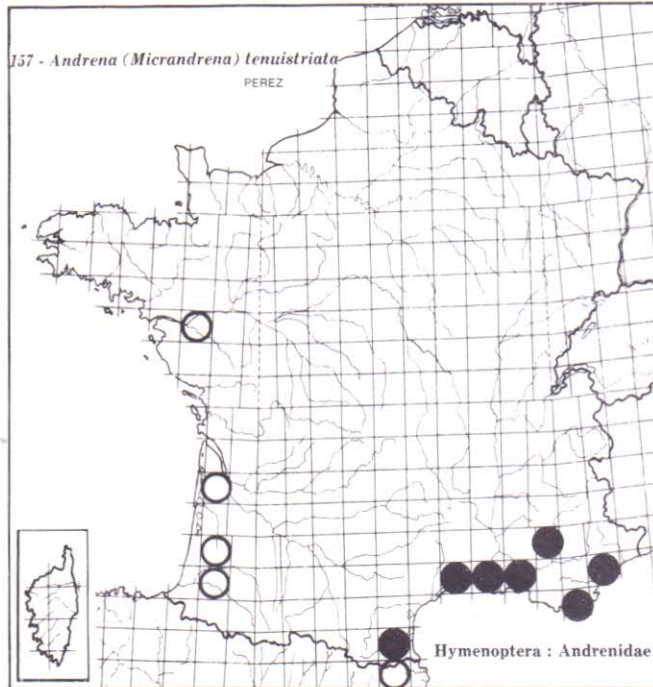 157 - Andrena (Micrandrena) tenuistriata
PEREZ
Hymenoptera : Andrenidae